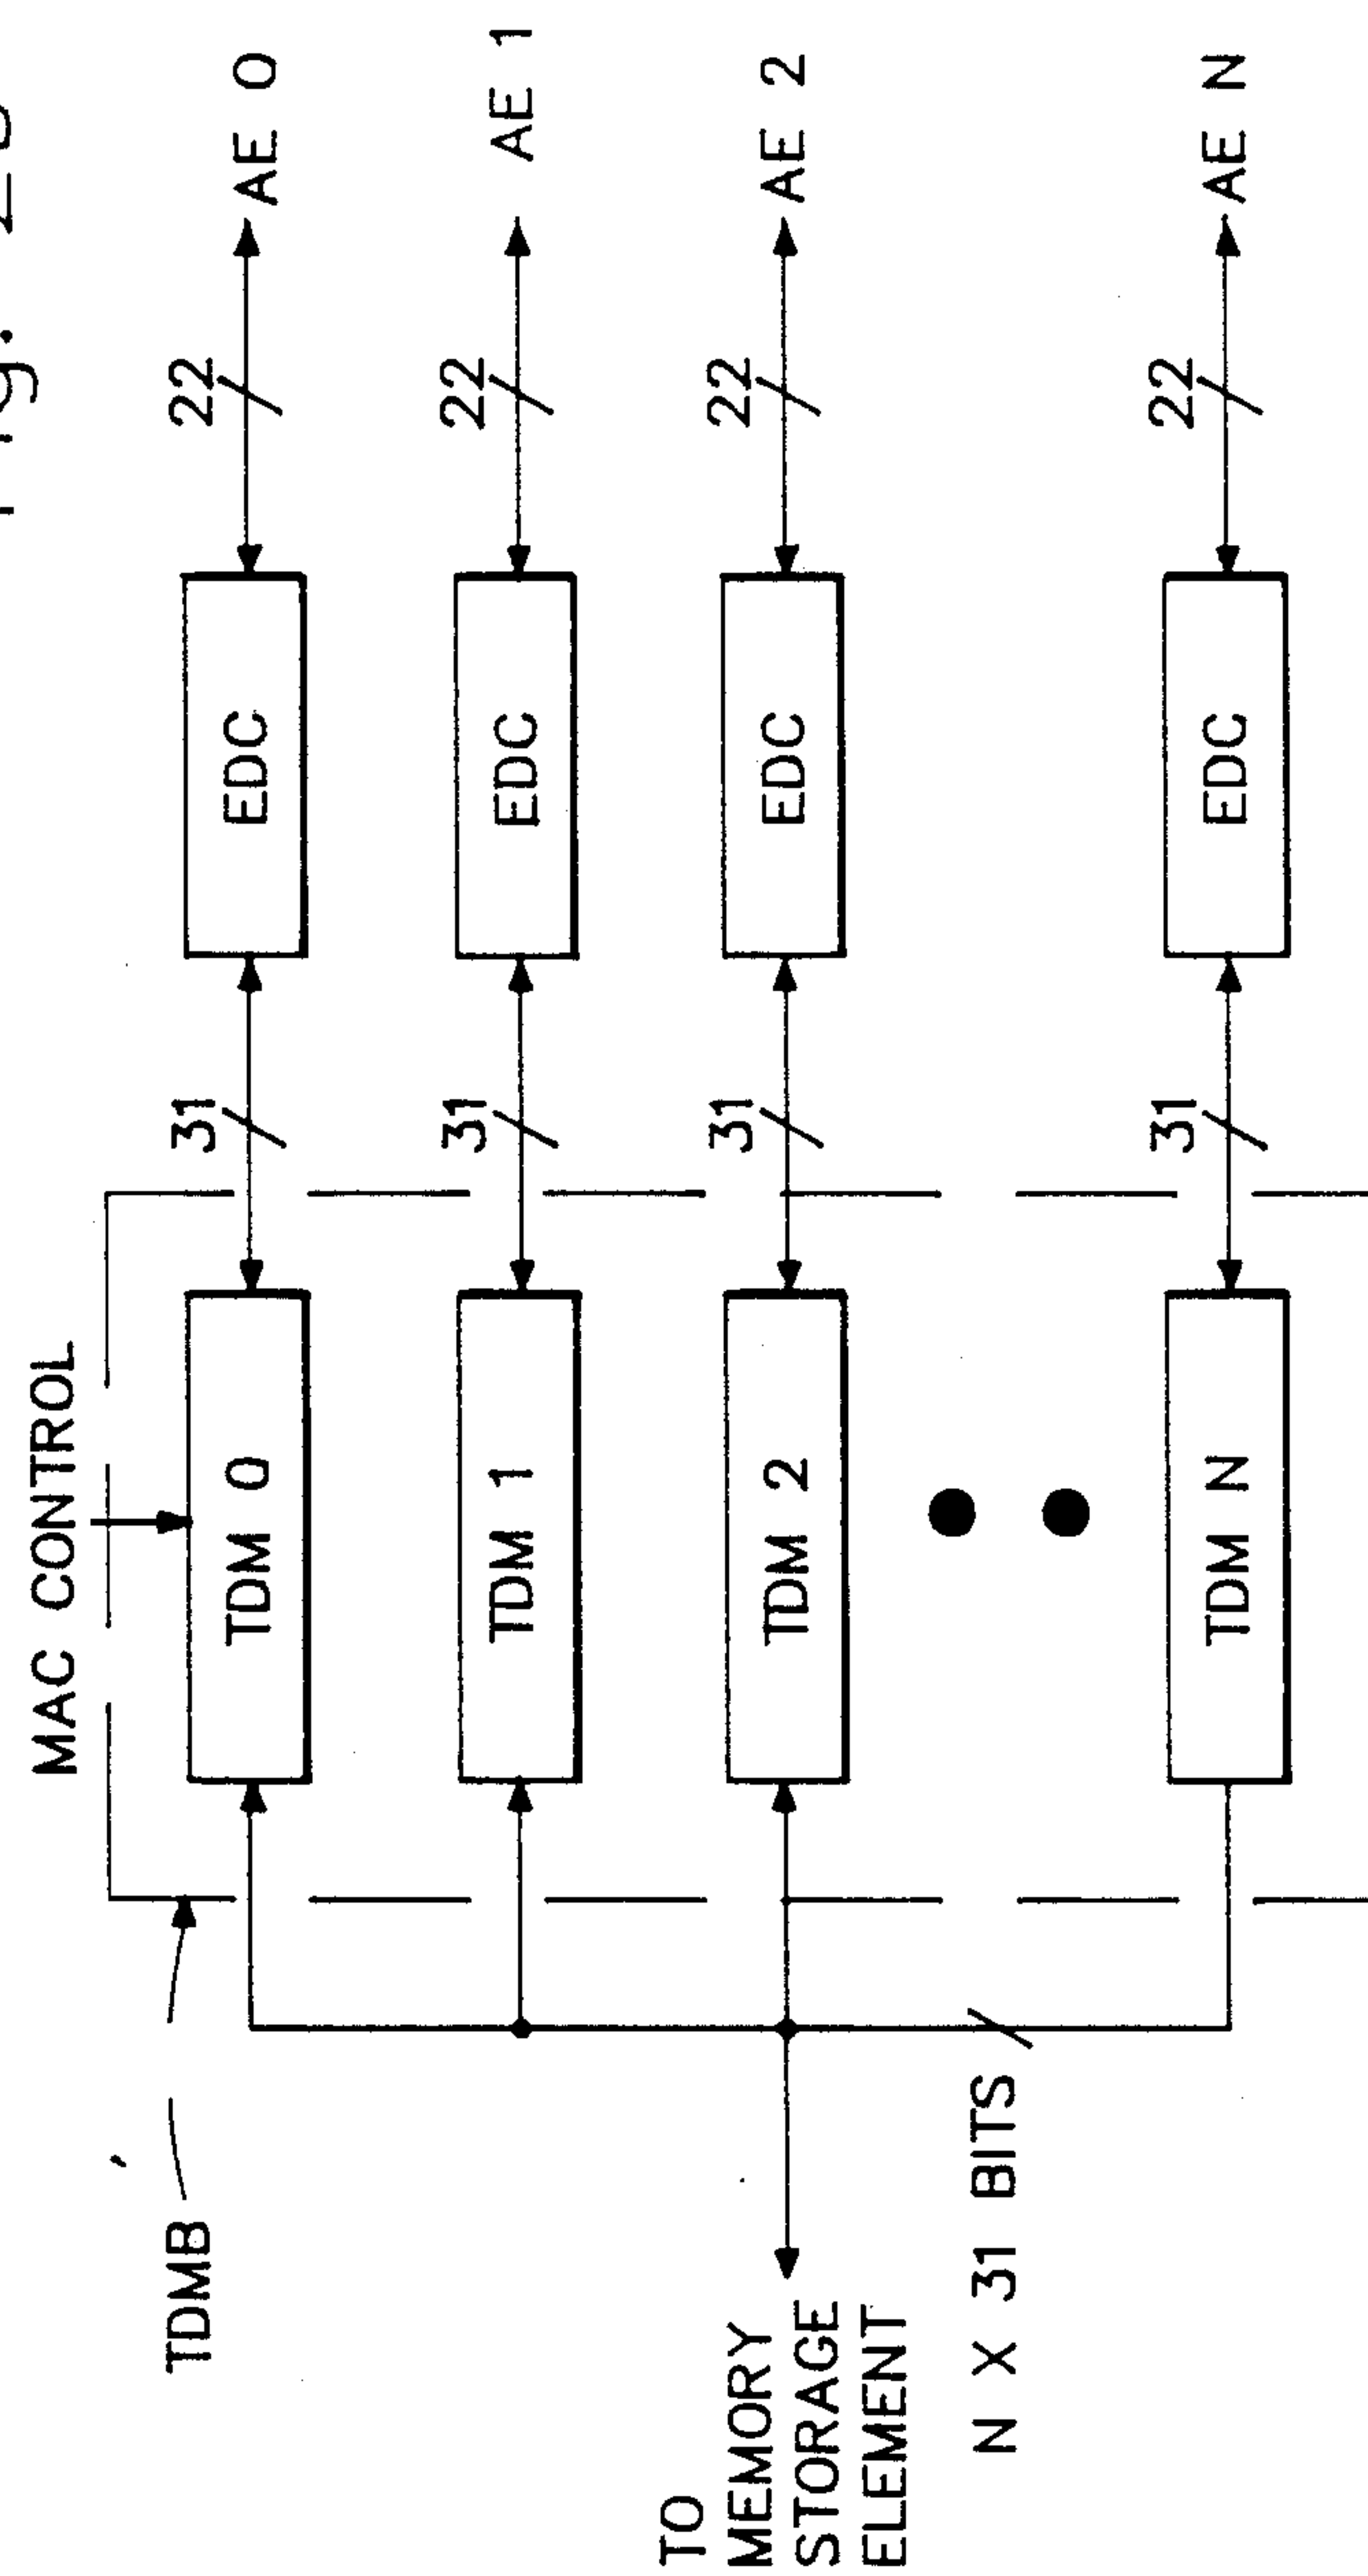 MAC CONTROL
TDMB
TDM 0
31
EDC
22
AE 0
TDM 1
31
EDC
22
AE 1
TO
MEMORY
STORAGE
ELEMENT
TDM 2
31
EDC
22
AE 2
N X 31 BITS
TDM N
31
EDC
22
AE N